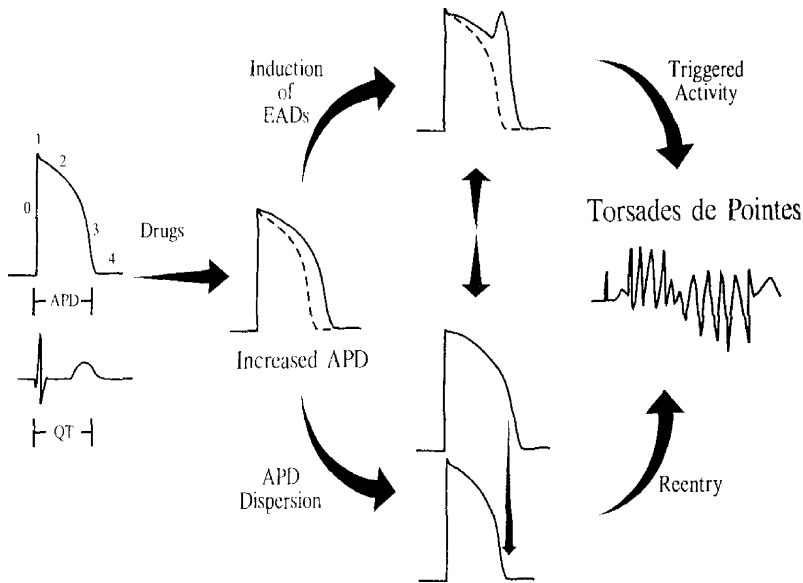 1
2
0
3
4
APD
QT
Drugs
Increased APD
Induction
of
EADs
APD
Dispersion
Triggered
Activity
Torsades de Pointes
Reentry